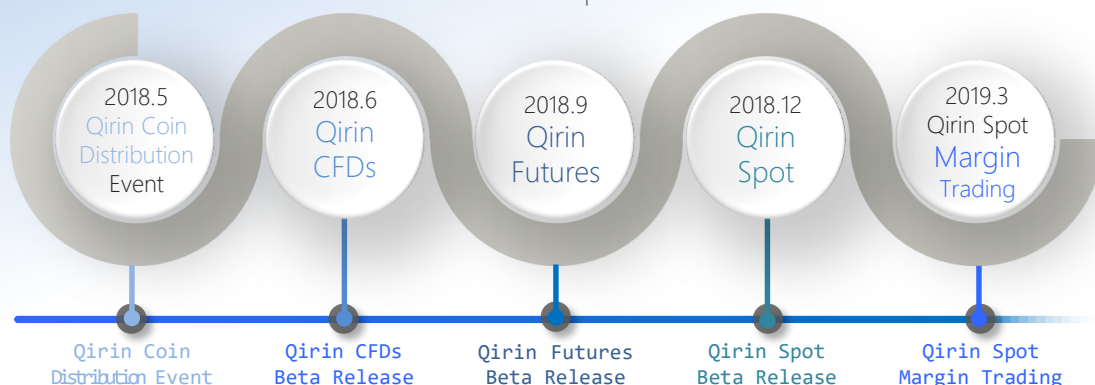 2018.5
Qirin Coin
Distribution
Event
2018.6
Qirin
CFDs
2018.9
Qirin
Futures
2018.12
Qirin
Spot
2019.3
Qirin Spot
Margin
Trading
Qirin Coin
Distribution Event
Qirin CFDs
Beta Release
Qirin Futures
Beta Release
Qirin Spot
Beta Release
Qirin Spot
Margin Trading